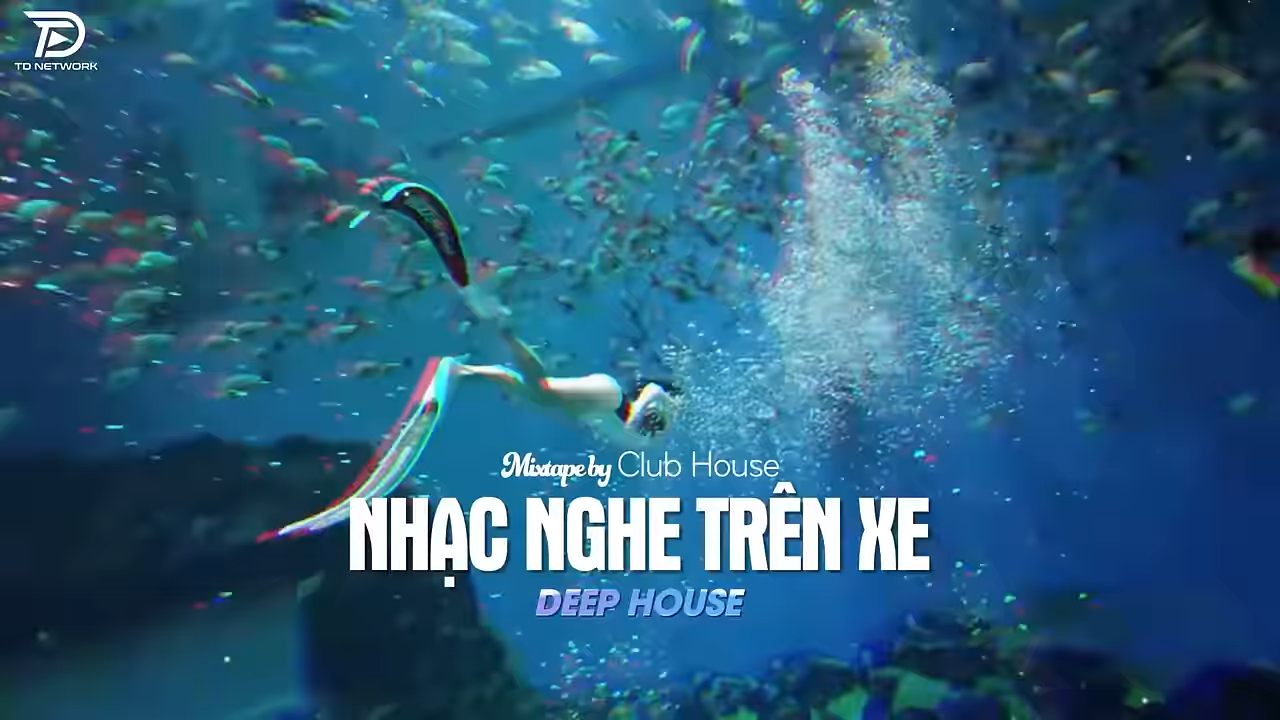 TD NETWORK
Mixtape by Club House
NHẠC NGHE TRÊN XE
DEEP HOUSE